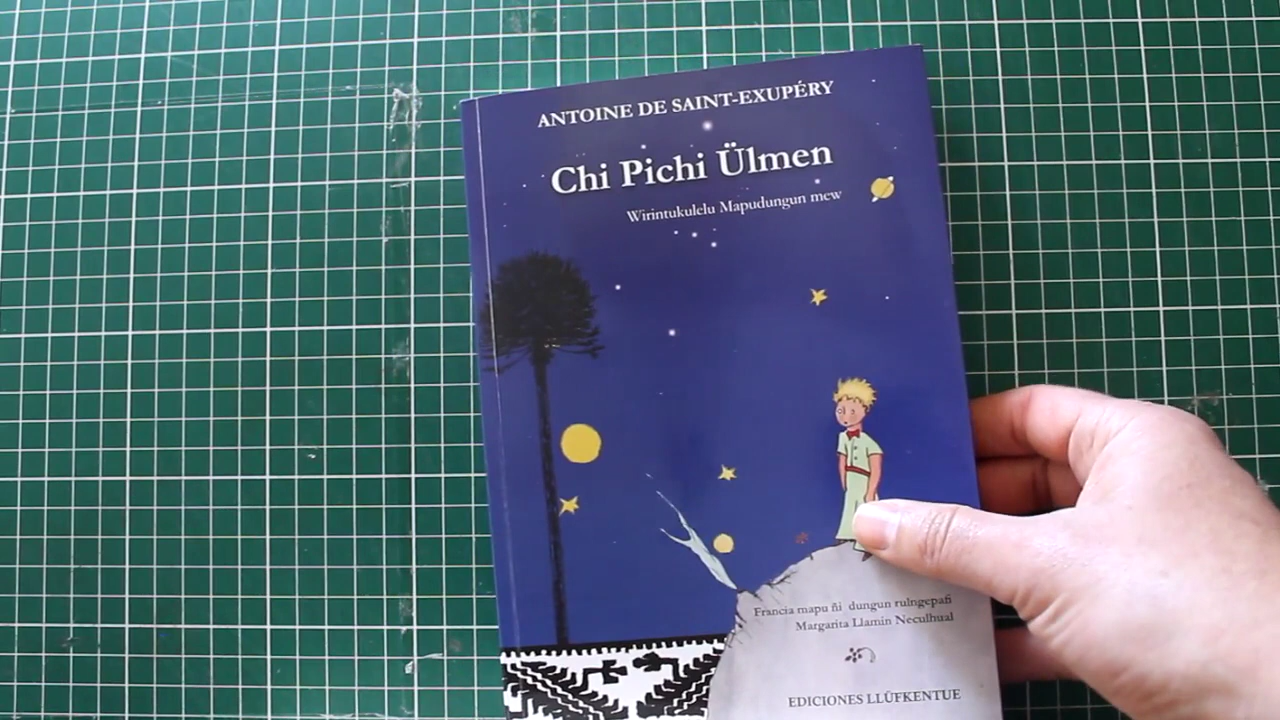 ANTOINE DE SAINT-EXUPÉRY
Chi Pichi Ülmen
Wirintukulelu Mapudungun mew
Francia mapu ñi dungun rulngepafi
Margarita Llamin Neculhual
EDICIONES LLÜFKENTUE